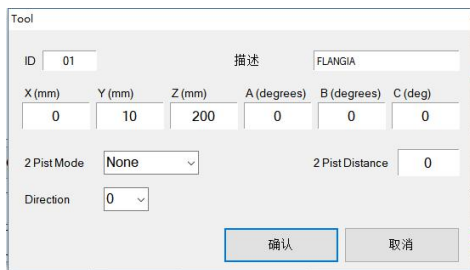 Tool
ID 01 描述 FLANGIA
X (mm) Y (mm) Z (mm) A (degrees) B (degrees) C (deg)
0 10 200 0 0 0
2 Pist Mode None 2 Pist Distance 0
Direction 0
确认 取消